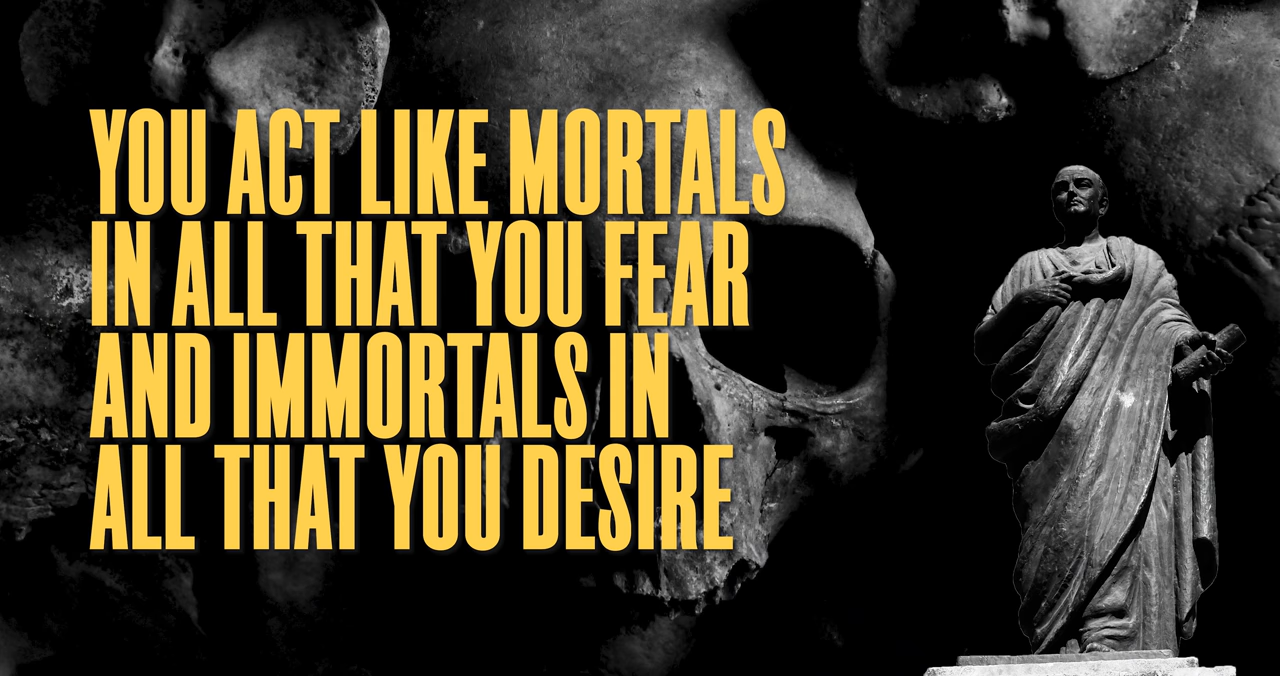 YOU ACT LIKE MORTALS
IN ALL THAT YOU FEAR
AND IMMORTALS IN
ALL THAT YOU DESIRE